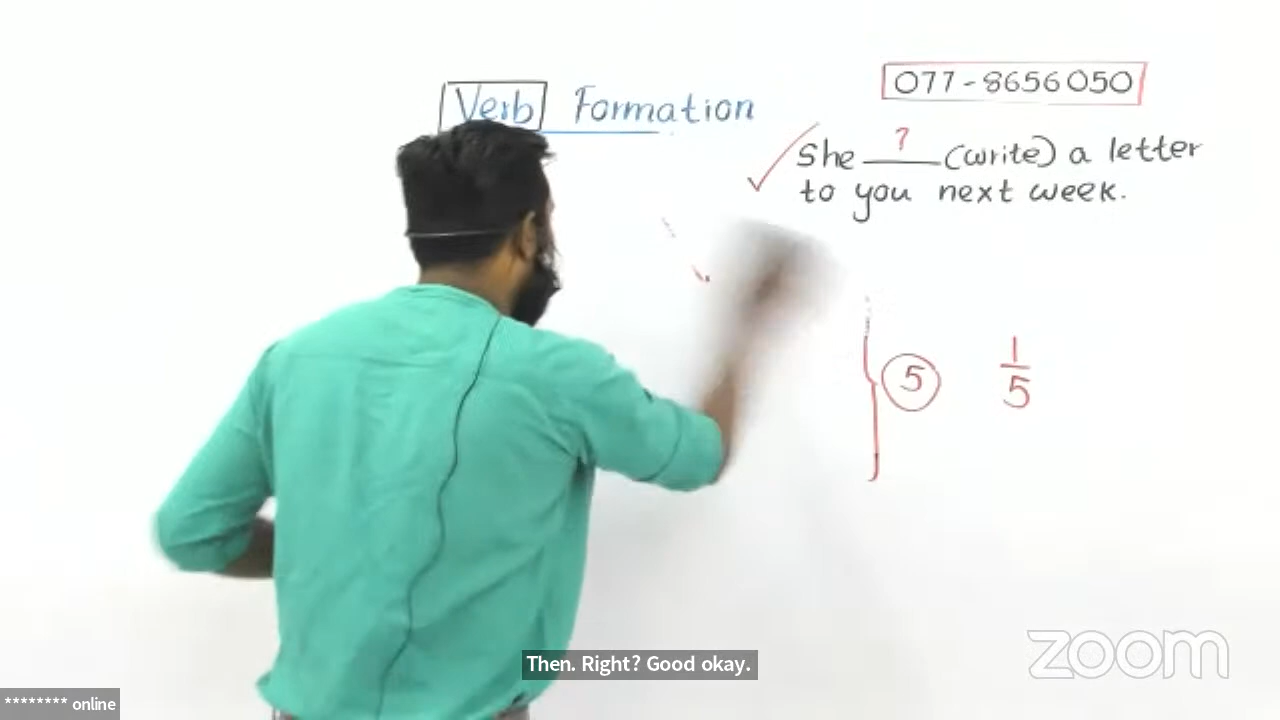 Verb Formation
077-8656050
She ? (write) a letter
to you next week.
5
1
5
Then. Right? Good okay.
zoom
******** online